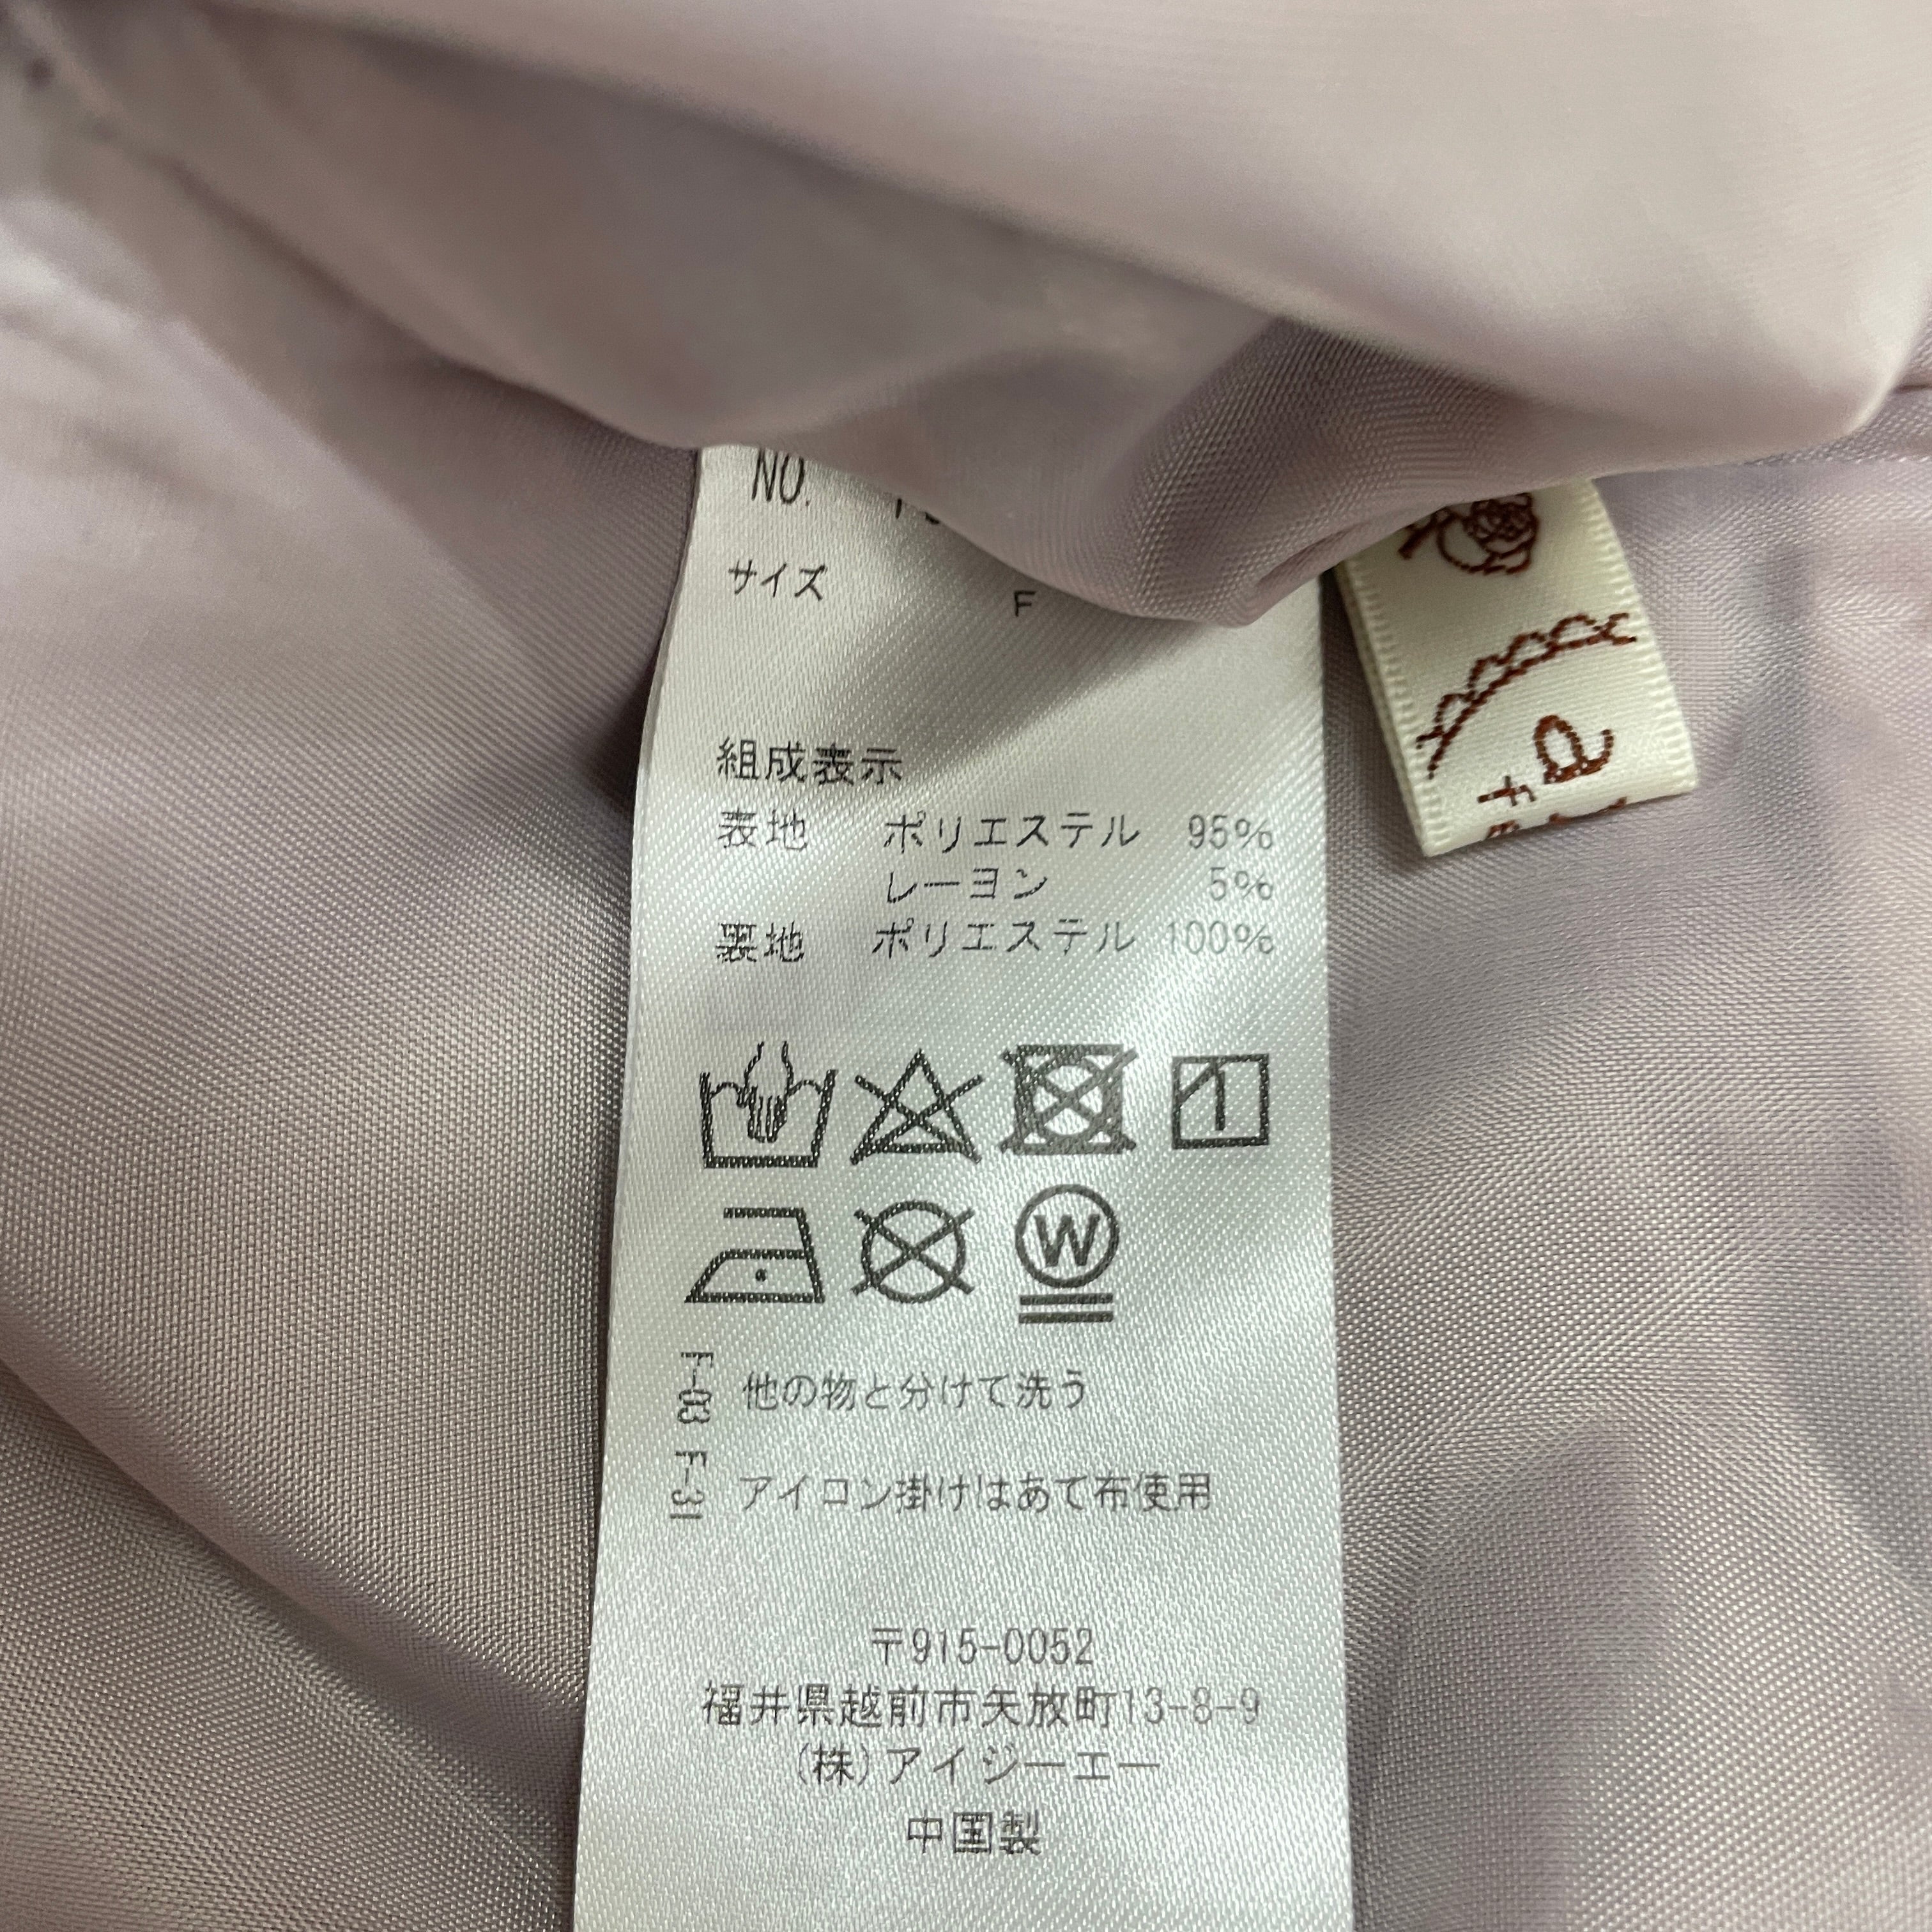 NO.
サイズ F
組成表示
表地 ポリエステル 95%
レーヨン 5%
裏地 ポリエステル 100%
W
F-03 他の物と分けて洗う
F-31 アイロン掛けはあて布使用
〒915-0052
福井県越前市矢放町13-8-9
(株)アイジーエー
中国製